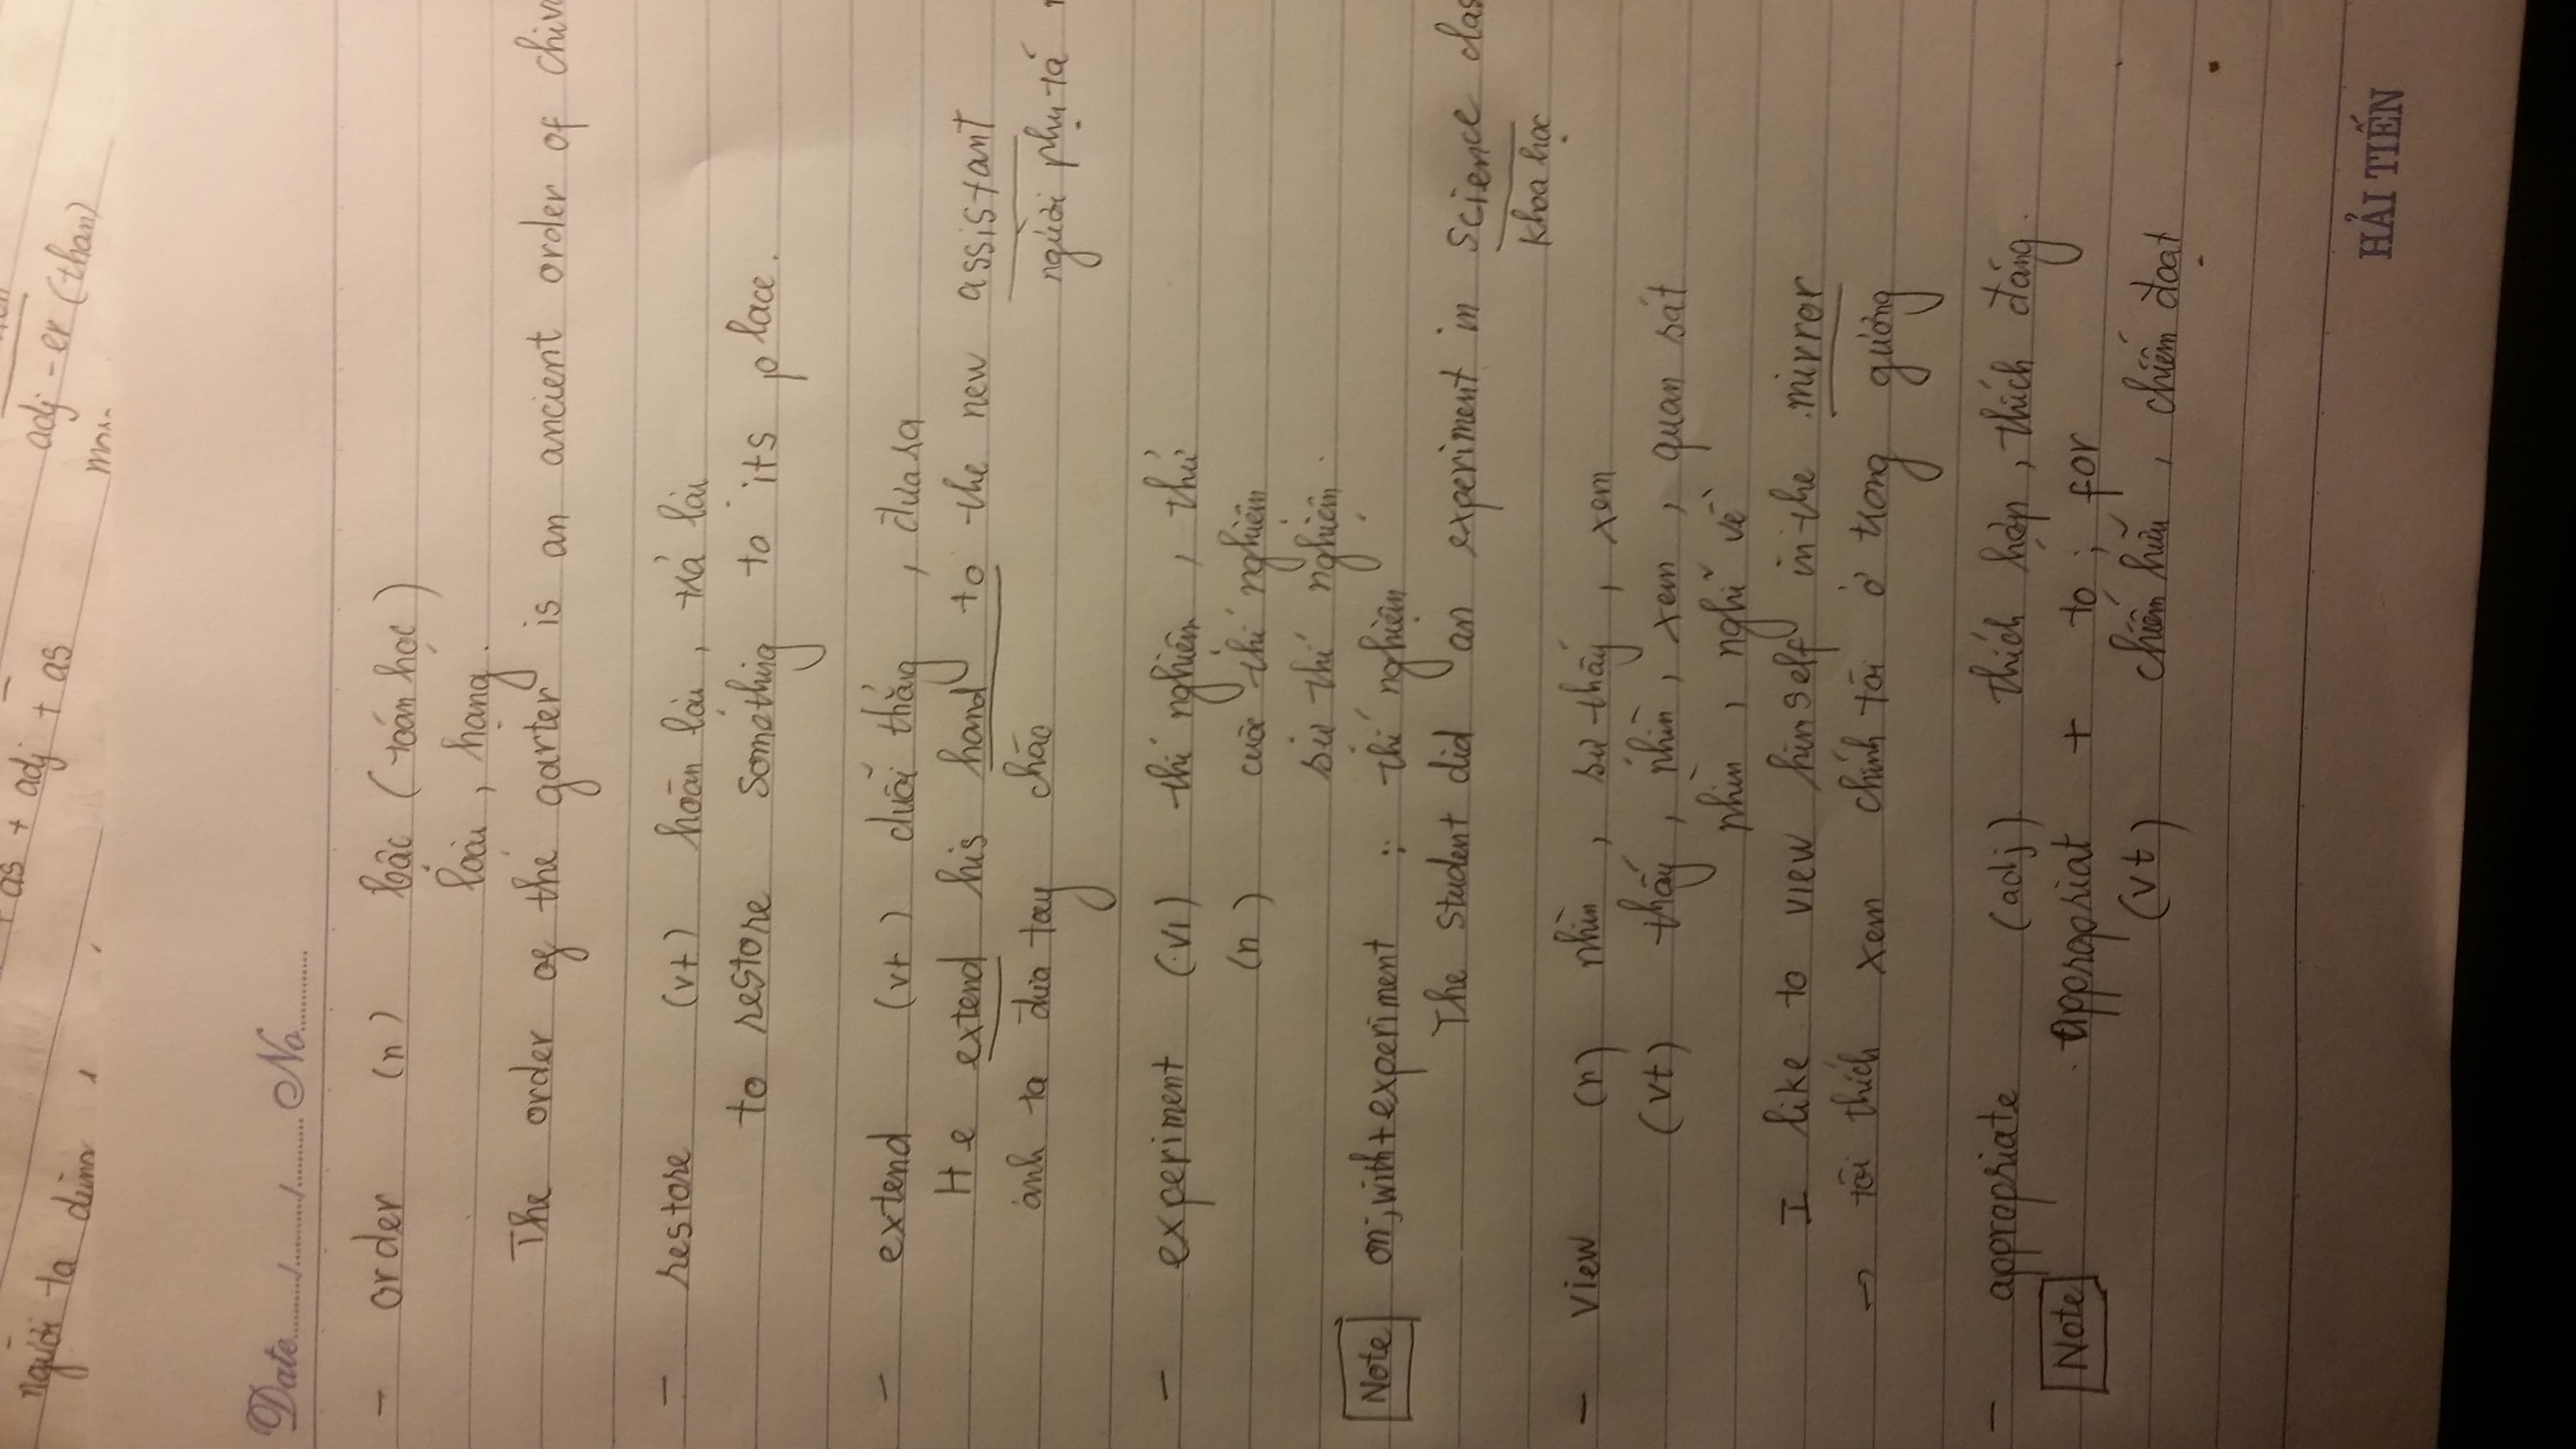 as + adj + as adj - er (than)
người ta dùng
Date ......../......../........ No............
- order (n) bậc (toán học)
loài, hạng.
The order og the garter is an ancient order of chiv
- restore (vt) hoàn lại, trả lại
to restore something to its place.
- extend (vt) duỗi thẳng, đưa ra
He extend his hand to the new assistant
anh ta đưa tay chào người phụ tá
- experiment (vi) thí nghiệm, thử
(n) cuộc thí nghiệm
sự thí nghiệm.
Note on; with + experiment : thí nghiệm
The student did an experiment in science clas
khoa học
- view (n) nhìn, sự thấy, xem
(vt) thấy, nhìn, xem, quan sát
nhìn, nghĩ về
I like to view himself in the mirror
→ tôi thích xem chính tôi ở trong gương
- appropriate (adj) thích hợp, thích đáng.
Note appropriat + to; for
(vt) chiếm hữu, chiếm đoạt
HẢI TIẾN